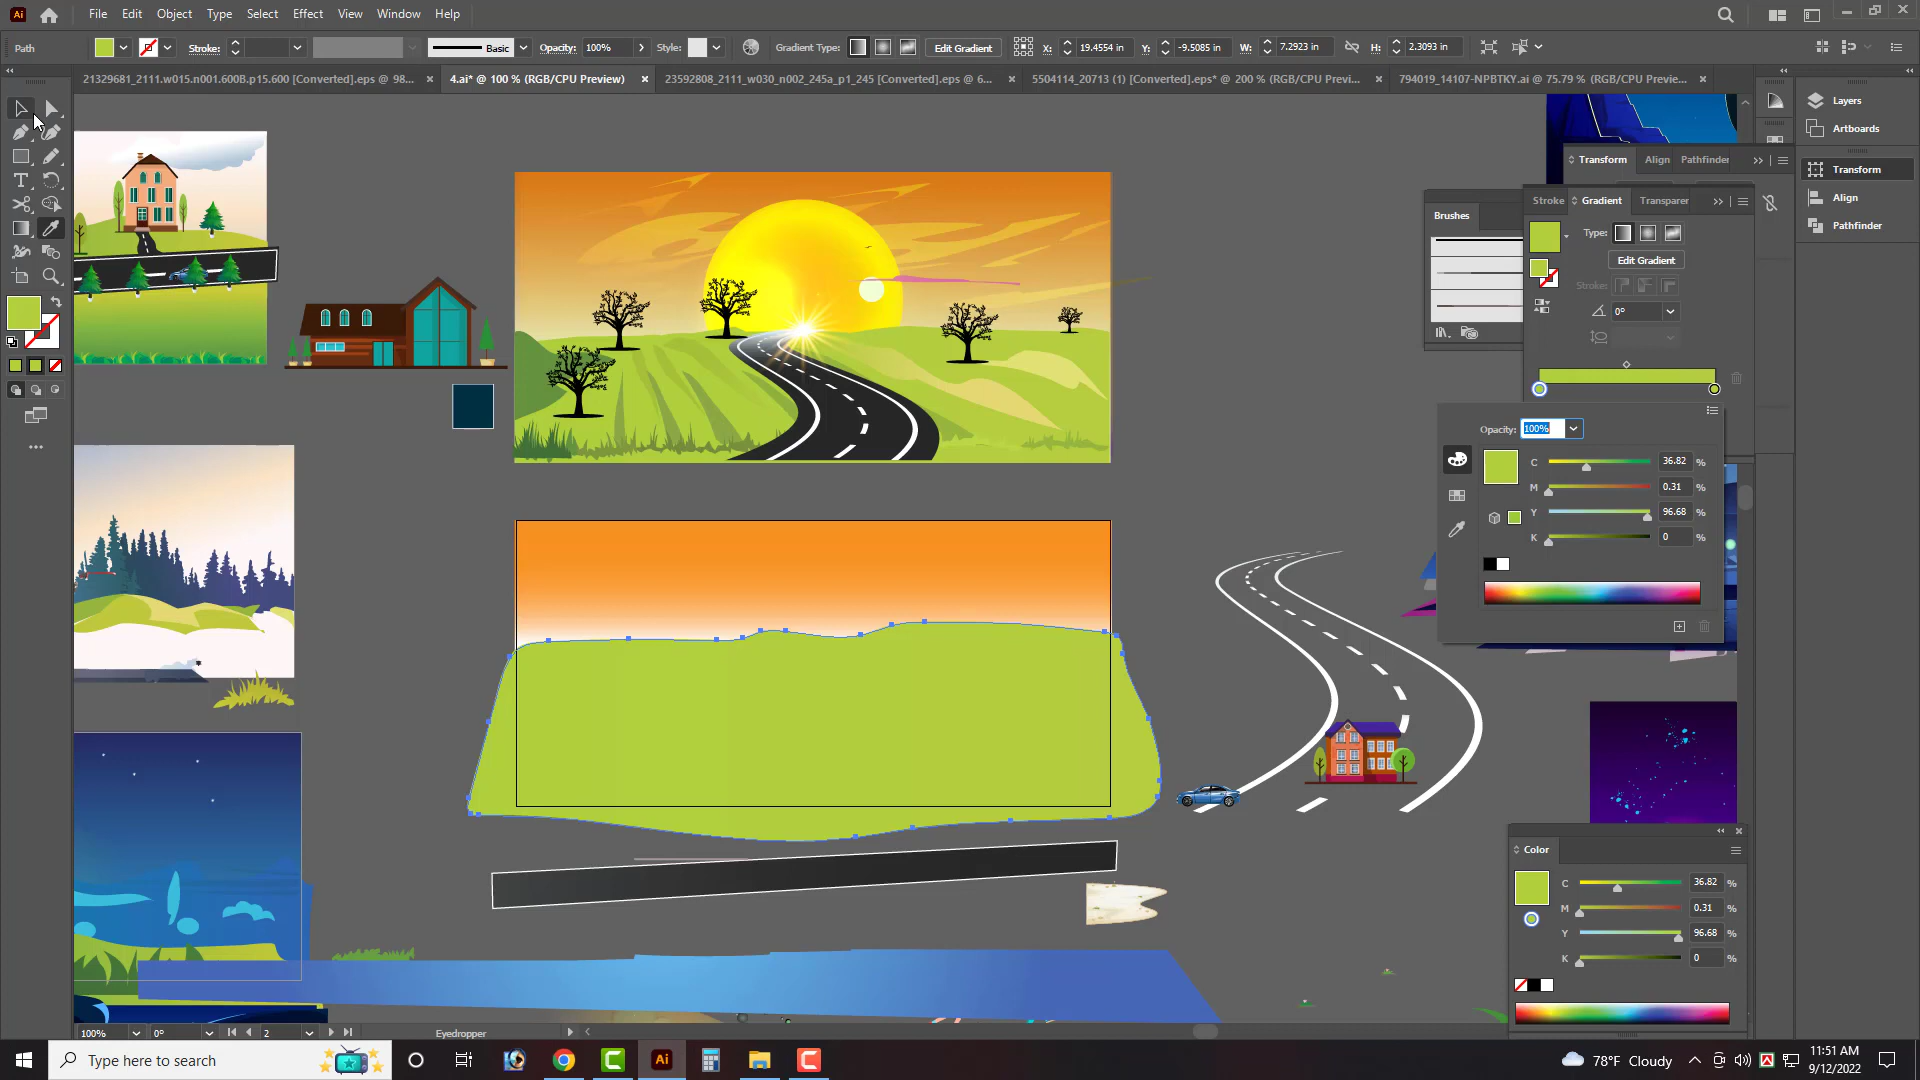 Ai File Edit Object Type Select Effect View Window Help
Path Stroke: Basic Opacity: 100% Style: Gradient Type: Edit Gradient X: 19.4554 in Y: -9.5085 in W: 7.2923 in H: 2.3093 in
21329681_2111.w015.n001.600B.p15.600 [Converted].eps @ 98... × 4.ai* @ 100 % (RGB/CPU Preview) × 23592808_2111_w030_n002_245a_p1_245 [Converted].eps @ 6... × 5504114_20713 (1) [Converted].eps* @ 200 % (RGB/CPU Previe... × 794019_14107-NPBTKY.ai @ 75.79 % (RGB/CPU Previe... ×
Layers
Artboards
Transform
Align
Pathfinder
Transform Align Pathfinder
Brushes
Stroke Gradient Transparen
Type:
Edit Gradient
Stroke:
0°
Opacity: 100%
C 36.82 %
M 0.31 %
Y 96.68 %
K 0 %
Color
C 36.82 %
M 0.31 %
Y 96.68 %
K 0 %
100% 0° 2 Eyedropper
Type here to search
Ai
78°F Cloudy
11:51 AM
9/12/2022